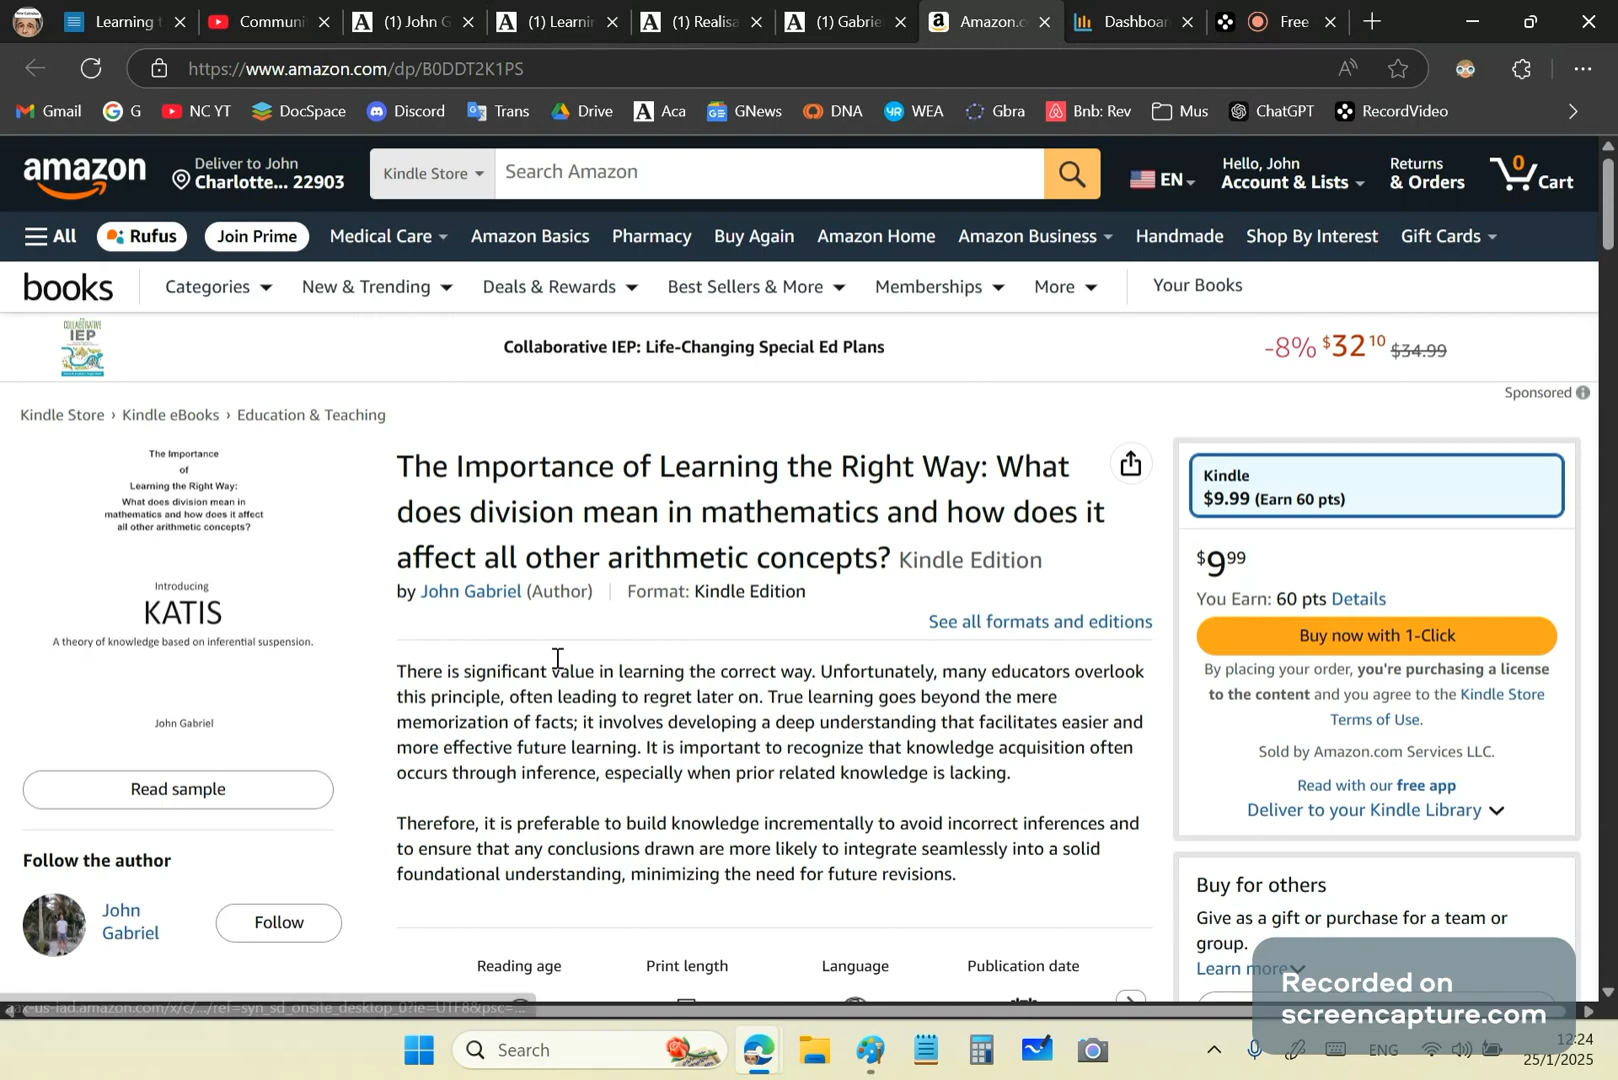 Learning
Communi
(1) John G
(1) Learnin
(1) Realisa
(1) Gabrie
Amazon.c
Dashboar
Free
https://www.amazon.com/dp/B0DDT2K1PS
Gmail
G
NC YT
DocSpace
Discord
Trans
Drive
Aca
GNews
DNA
WEA
Gbra
Bnb: Rev
Mus
ChatGPT
RecordVideo
amazon
Deliver to John
Charlotte... 22903
Kindle Store
Search Amazon
EN
Hello, John
Account & Lists
Returns
& Orders
0
Cart
All
Rufus
Join Prime
Medical Care
Amazon Basics
Pharmacy
Buy Again
Amazon Home
Amazon Business
Handmade
Shop By Interest
Gift Cards
books
Categories
New & Trending
Deals & Rewards
Best Sellers & More
Memberships
More
Your Books
COLLABORATIVE
IEP
Collaborative IEP: Life-Changing Special Ed Plans
-8% $32 10 $34.99
Sponsored
Kindle Store › Kindle eBooks › Education & Teaching
The Importance
of
Learning the Right Way:
What does division mean in
mathematics and how does it affect
all other arithmetic concepts?
Introducing
KATIS
A theory of knowledge based on inferential suspension.
John Gabriel
Read sample
Follow the author
John
Gabriel
Follow
The Importance of Learning the Right Way: What
does division mean in mathematics and how does it
affect all other arithmetic concepts? Kindle Edition
by John Gabriel (Author) | Format: Kindle Edition
See all formats and editions
There is significant value in learning the correct way. Unfortunately, many educators overlook
this principle, often leading to regret later on. True learning goes beyond the mere
memorization of facts; it involves developing a deep understanding that facilitates easier and
more effective future learning. It is important to recognize that knowledge acquisition often
occurs through inference, especially when prior related knowledge is lacking.
Therefore, it is preferable to build knowledge incrementally to avoid incorrect inferences and
to ensure that any conclusions drawn are more likely to integrate seamlessly into a solid
foundational understanding, minimizing the need for future revisions.
Reading age
Print length
Language
Publication date
Kindle
$9.99 (Earn 60 pts)
$9 99
You Earn: 60 pts Details
Buy now with 1-Click
By placing your order, you're purchasing a license
to the content and you agree to the Kindle Store
Terms of Use.
Sold by Amazon.com Services LLC.
Read with our free app
Deliver to your Kindle Library
Buy for others
Give as a gift or purchase for a team or
group.
Learn more
Recorded on
screencapture.com
Search
ENG
12:24
25/1/2025